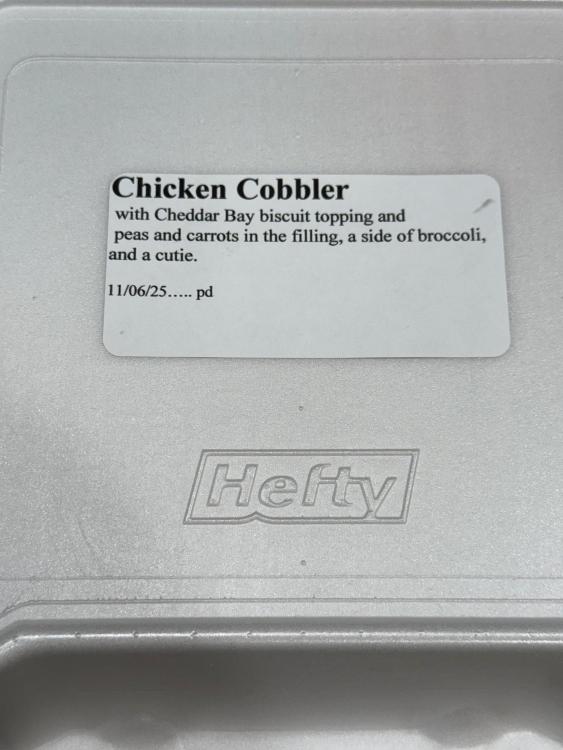 Chicken Cobbler
with Cheddar Bay biscuit topping and
peas and carrots in the filling, a side of broccoli,
and a cutie.
11/06/25..... pd
Hefty